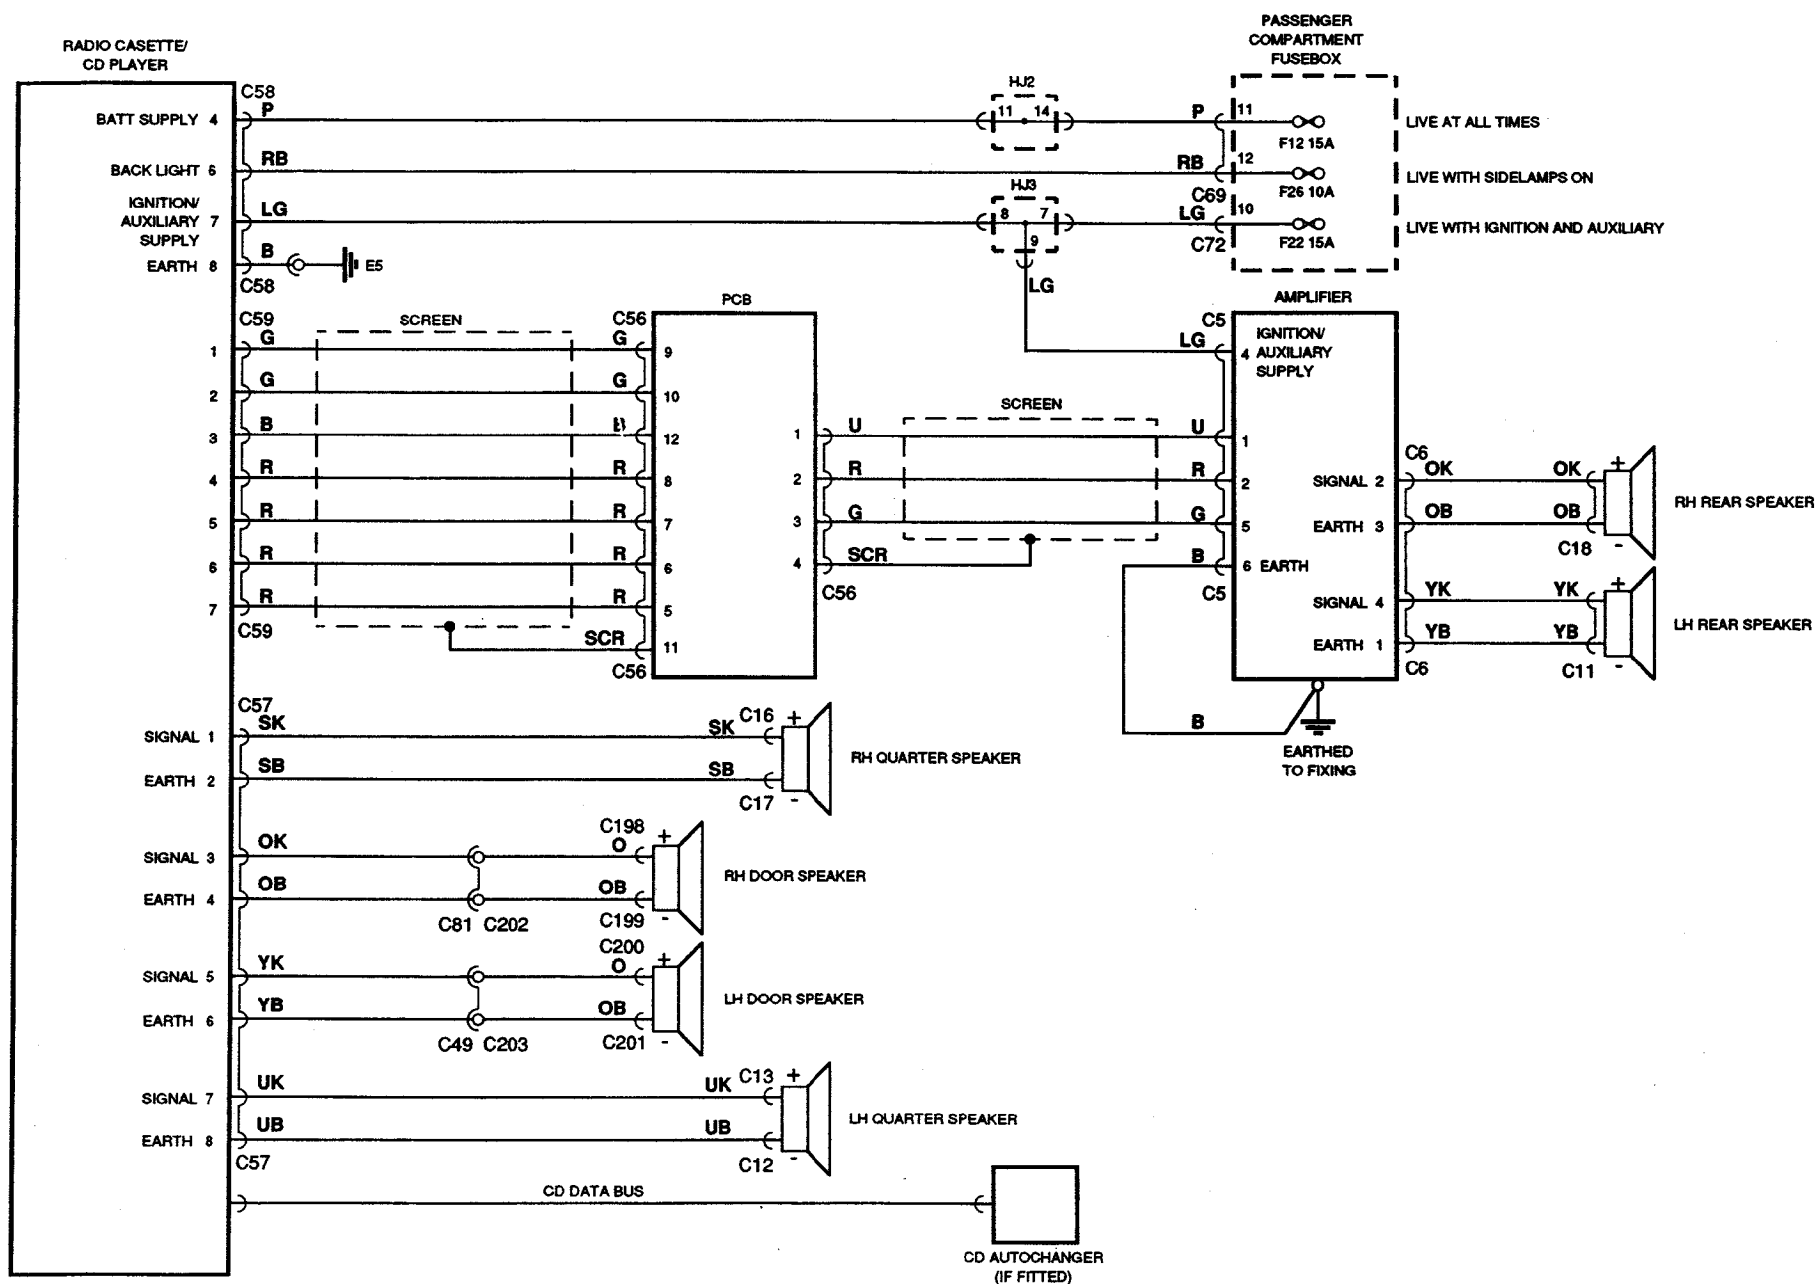 PASSENGER
COMPARTMENT
FUSEBOX
RADIO CASETTE/
CD PLAYER
C58
HJ2
BATT SUPPLY 4 P 11 14 P 11
F12 15A
LIVE AT ALL TIMES
BACK LIGHT 6 RB RB 12
C69
F26 10A
LIVE WITH SIDELAMPS ON
IGNITION/
AUXILIARY
SUPPLY
7 LG
HJ3
8 7
9
LG 10
C72
F22 15A
LIVE WITH IGNITION AND AUXILIARY
EARTH 8 B E5
C58
LG
PCB
AMPLIFIER
C59
SCREEN
C56
C5
1 G G 9
LG 4
IGNITION/
AUXILIARY
SUPPLY
2 G G 10
SCREEN
3 B 12
1 U U 1
4 R R 8
2 R R 2
C6
SIGNAL 2 OK OK +
RH REAR SPEAKER
5 R R 7
3 G G 5
EARTH 3 OB OB -
C18
6 R R 6
4 SCR
B 6 EARTH
C56
C5
7 R R 5
C59
SIGNAL 4 YK YK +
LH REAR SPEAKER
SCR 11
C56
EARTH 1 YB YB -
C6
C11
B
EARTHED
TO FIXING
C57
SIGNAL 1 SK SK C16 +
RH QUARTER SPEAKER
EARTH 2 SB SB C17 -
C198
SIGNAL 3 OK O +
RH DOOR SPEAKER
EARTH 4 OB OB -
C81 C202 C199
C200
SIGNAL 5 YK O +
LH DOOR SPEAKER
EARTH 6 YB OB -
C49 C203 C201
SIGNAL 7 UK UK C13 +
LH QUARTER SPEAKER
EARTH 8 UB UB C12 -
C57
CD DATA BUS
CD AUTOCHANGER
(IF FITTED)